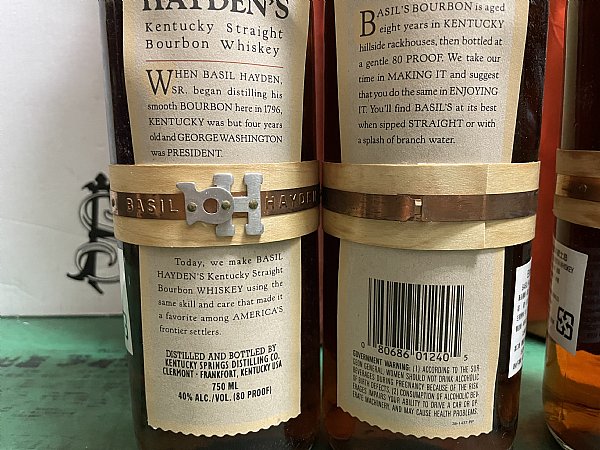 HAYDEN'S
Kentucky Straight
Bourbon Whiskey
WHEN BASIL HAYDEN,
SR. began distilling his
smooth BOURBON here in 1796,
KENTUCKY was but four years
old and GEORGE WASHINGTON
was PRESIDENT.
BASIL HAYDEN
Today, we make BASIL
HAYDEN'S Kentucky Straight
Bourbon WHISKEY using the
same skill and care that made it
a favorite among AMERICA'S
frontier settlers.
DISTILLED AND BOTTLED BY
KENTUCKY SPRINGS DISTILLING CO.
CLERMONT · FRANKFORT, KENTUCKY USA
750 ML
40% ALC./VOL. (80 PROOF)
BASIL'S BOURBON is aged
eight years in KENTUCKY
hillside rackhouses, then bottled at
a gentle 80 PROOF. We take our
time in MAKING IT and suggest
that you do the same in ENJOYING
IT. You'll find BASIL'S at its best
when sipped STRAIGHT or with
a splash of branch water.
0 80686 01240 5
GOVERNMENT WARNING: (1) ACCORDING TO THE SUR-
GEON GENERAL, WOMEN SHOULD NOT DRINK ALCOHOLIC
BEVERAGES DURING PREGNANCY BECAUSE OF THE RISK
OF BIRTH DEFECTS. (2) CONSUMPTION OF ALCOHOLIC BEV-
ERAGES IMPAIRS YOUR ABILITY TO DRIVE A CAR OR OP-
ERATE MACHINERY, AND MAY CAUSE HEALTH PROBLEMS.